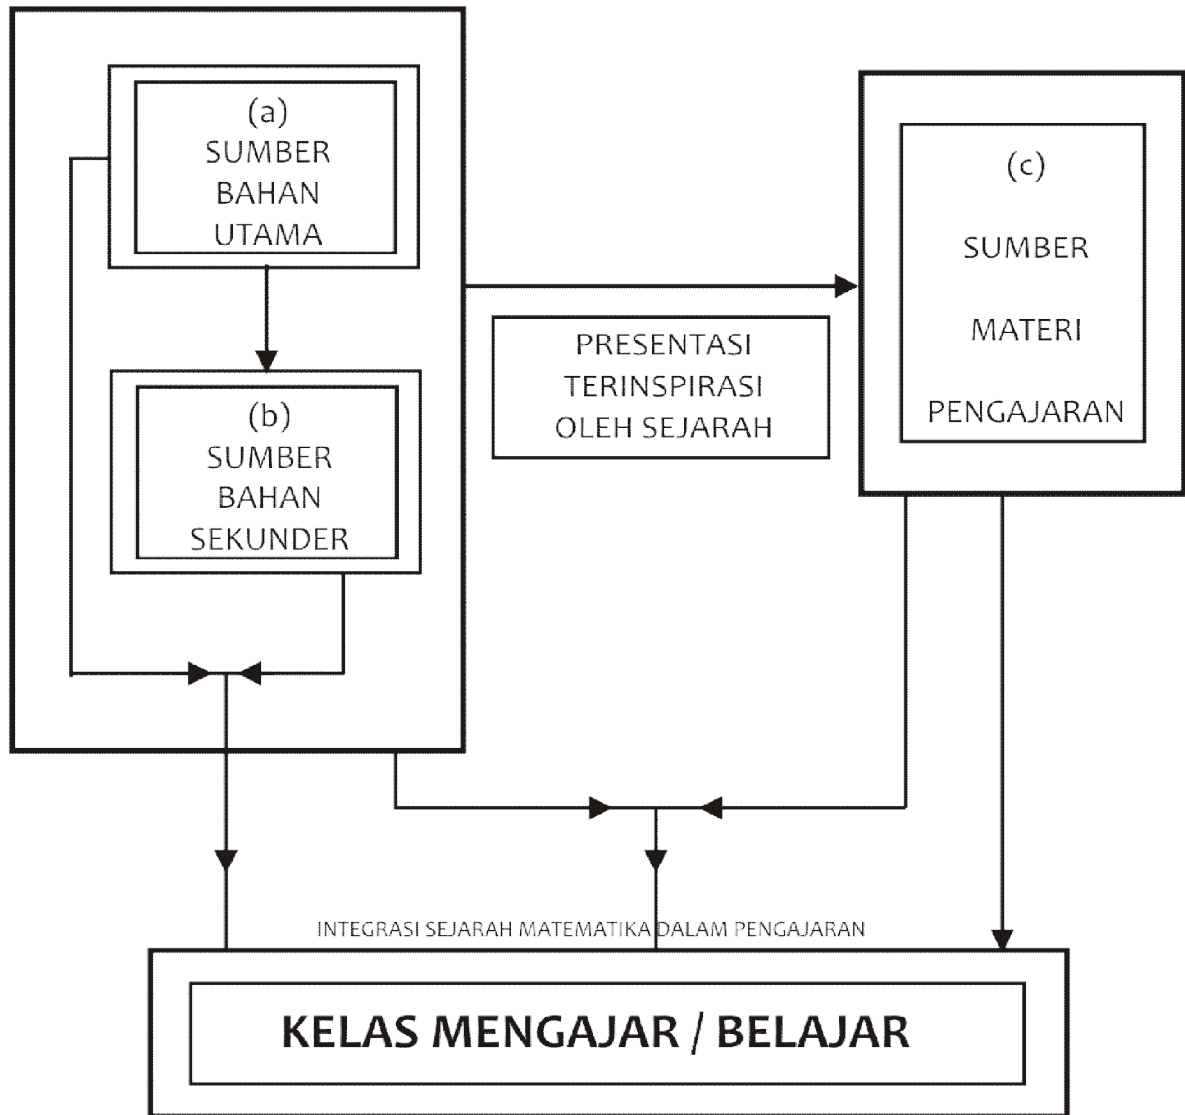 (a)
SUMBER
BAHAN
UTAMA
(b)
SUMBER
BAHAN
SEKUNDER
PRESENTASI
TERINSPIRASI
OLEH SEJARAH
(c)
SUMBER
MATERI
PENGAJARAN
INTEGRASI SEJARAH MATEMATIKA DALAM PENGAJARAN
KELAS MENGAJAR / BELAJAR